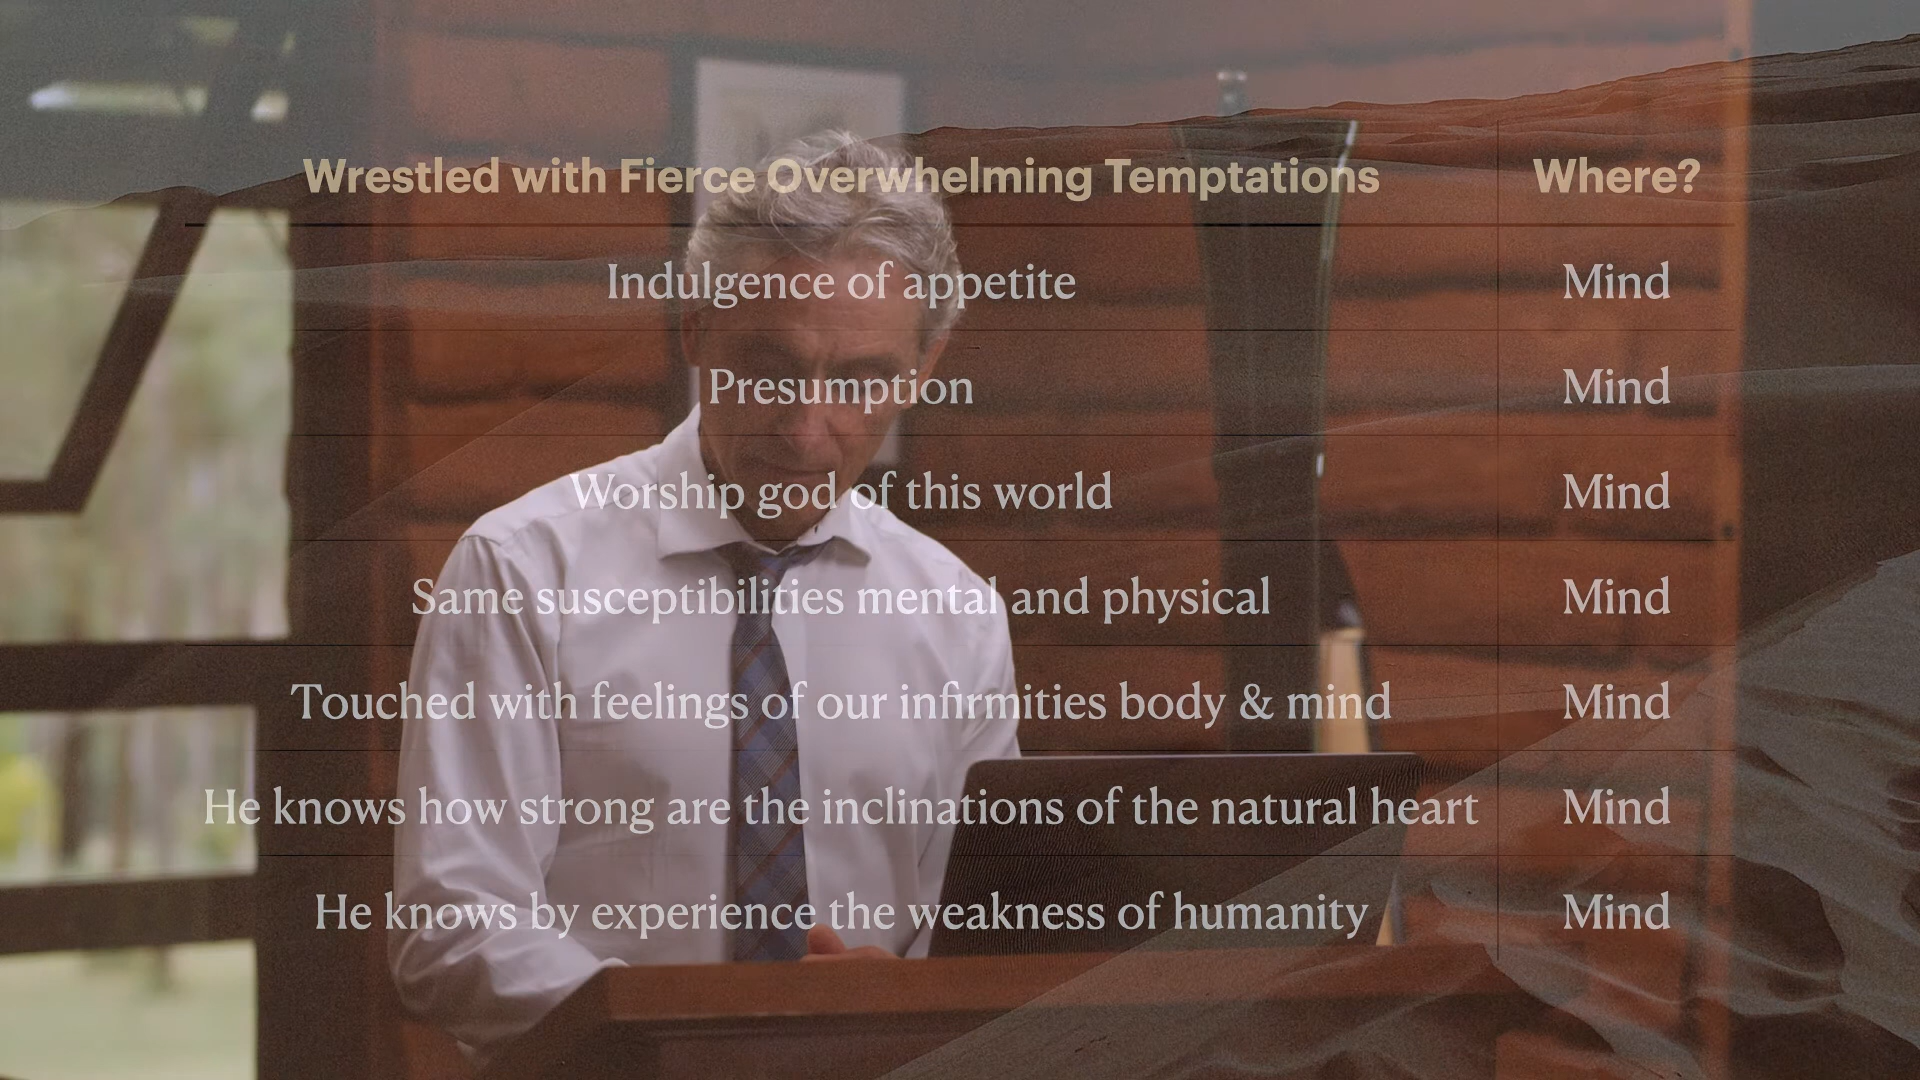 Wrestled with Fierce Overwhelming Temptations Where?
Indulgence of appetite Mind
Presumption Mind
Worship god of this world Mind
Same susceptibilities mental and physical Mind
Touched with feelings of our infirmities body & mind Mind
He knows how strong are the inclinations of the natural heart Mind
He knows by experience the weakness of humanity Mind